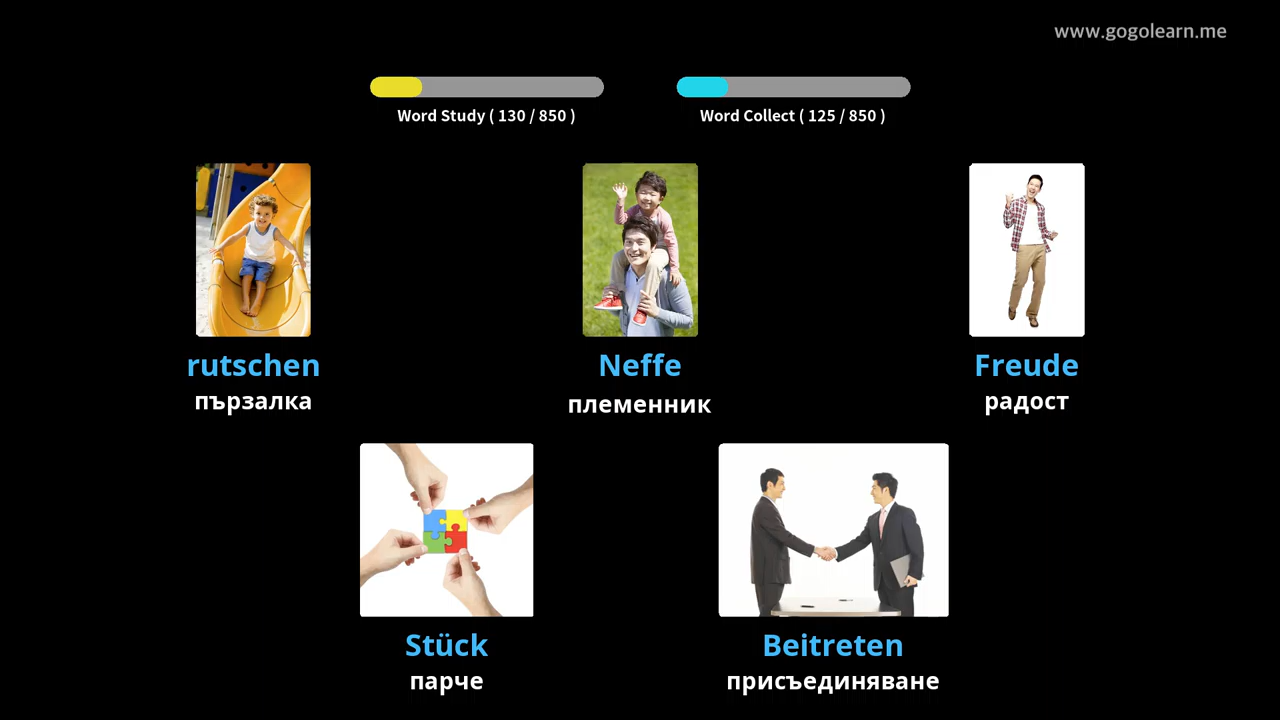 www.gogolearn.me
Word Study ( 130 / 850 )
Word Collect ( 125 / 850 )
rutschen
пързалка
Neffe
племенник
Freude
радост
Stück
парче
Beitreten
присъединяване